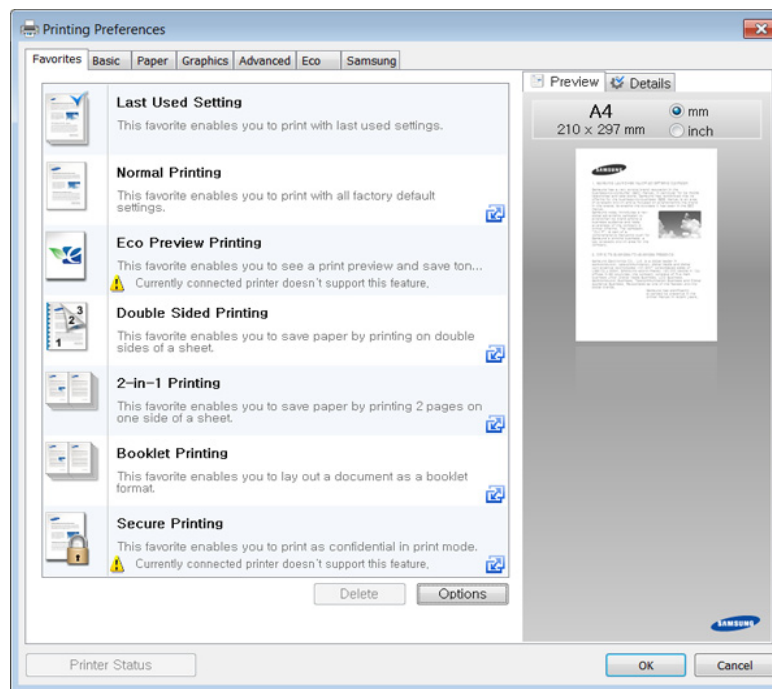 Printing Preferences
Favorites Basic Paper Graphics Advanced Eco Samsung
Last Used Setting
This favorite enables you to print with last used settings.
Normal Printing
This favorite enables you to print with all factory default
settings.
Eco Preview Printing
This favorite enables you to see a print preview and save ton...
Currently connected printer doesn't support this feature,
3
2
1
Double Sided Printing
This favorite enables you to save paper by printing on double
sides of a sheet.
2-in-1 Printing
This favorite enables you to save paper by printing 2 pages on
one side of a sheet.
Booklet Printing
This favorite enables you to lay out a document as a booklet
format.
Secure Printing
This favorite enables you to print as confidential in print mode.
Currently connected printer doesn't support this feature,
Delete Options
Preview Details
A4 mm
210 x 297 mm inch
SAMSUNG
SAMSUNG
Printer Status OK Cancel